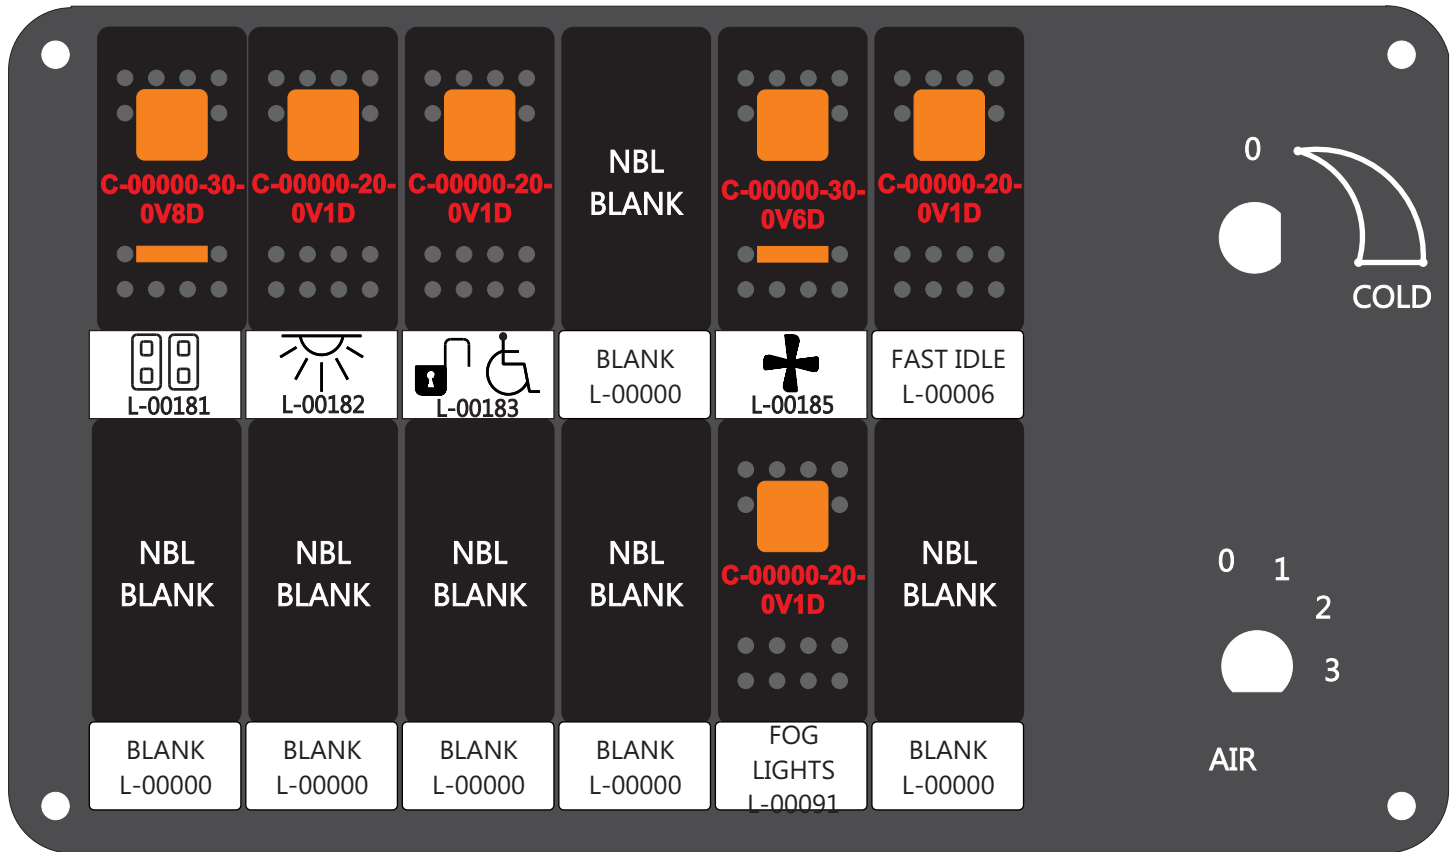 C-00000-30-
0V8D
C-00000-20-
0V1D
C-00000-20-
0V1D
NBL
BLANK
C-00000-30-
0V6D
C-00000-20-
0V1D
L-00181
L-00182
L-00183
BLANK
L-00000
L-00185
FAST IDLE
L-00006
NBL
BLANK
NBL
BLANK
NBL
BLANK
NBL
BLANK
C-00000-20-
0V1D
NBL
BLANK
BLANK
L-00000
BLANK
L-00000
BLANK
L-00000
BLANK
L-00000
FOG
LIGHTS
L-00091
BLANK
L-00000
0
COLD
0
1
2
3
AIR